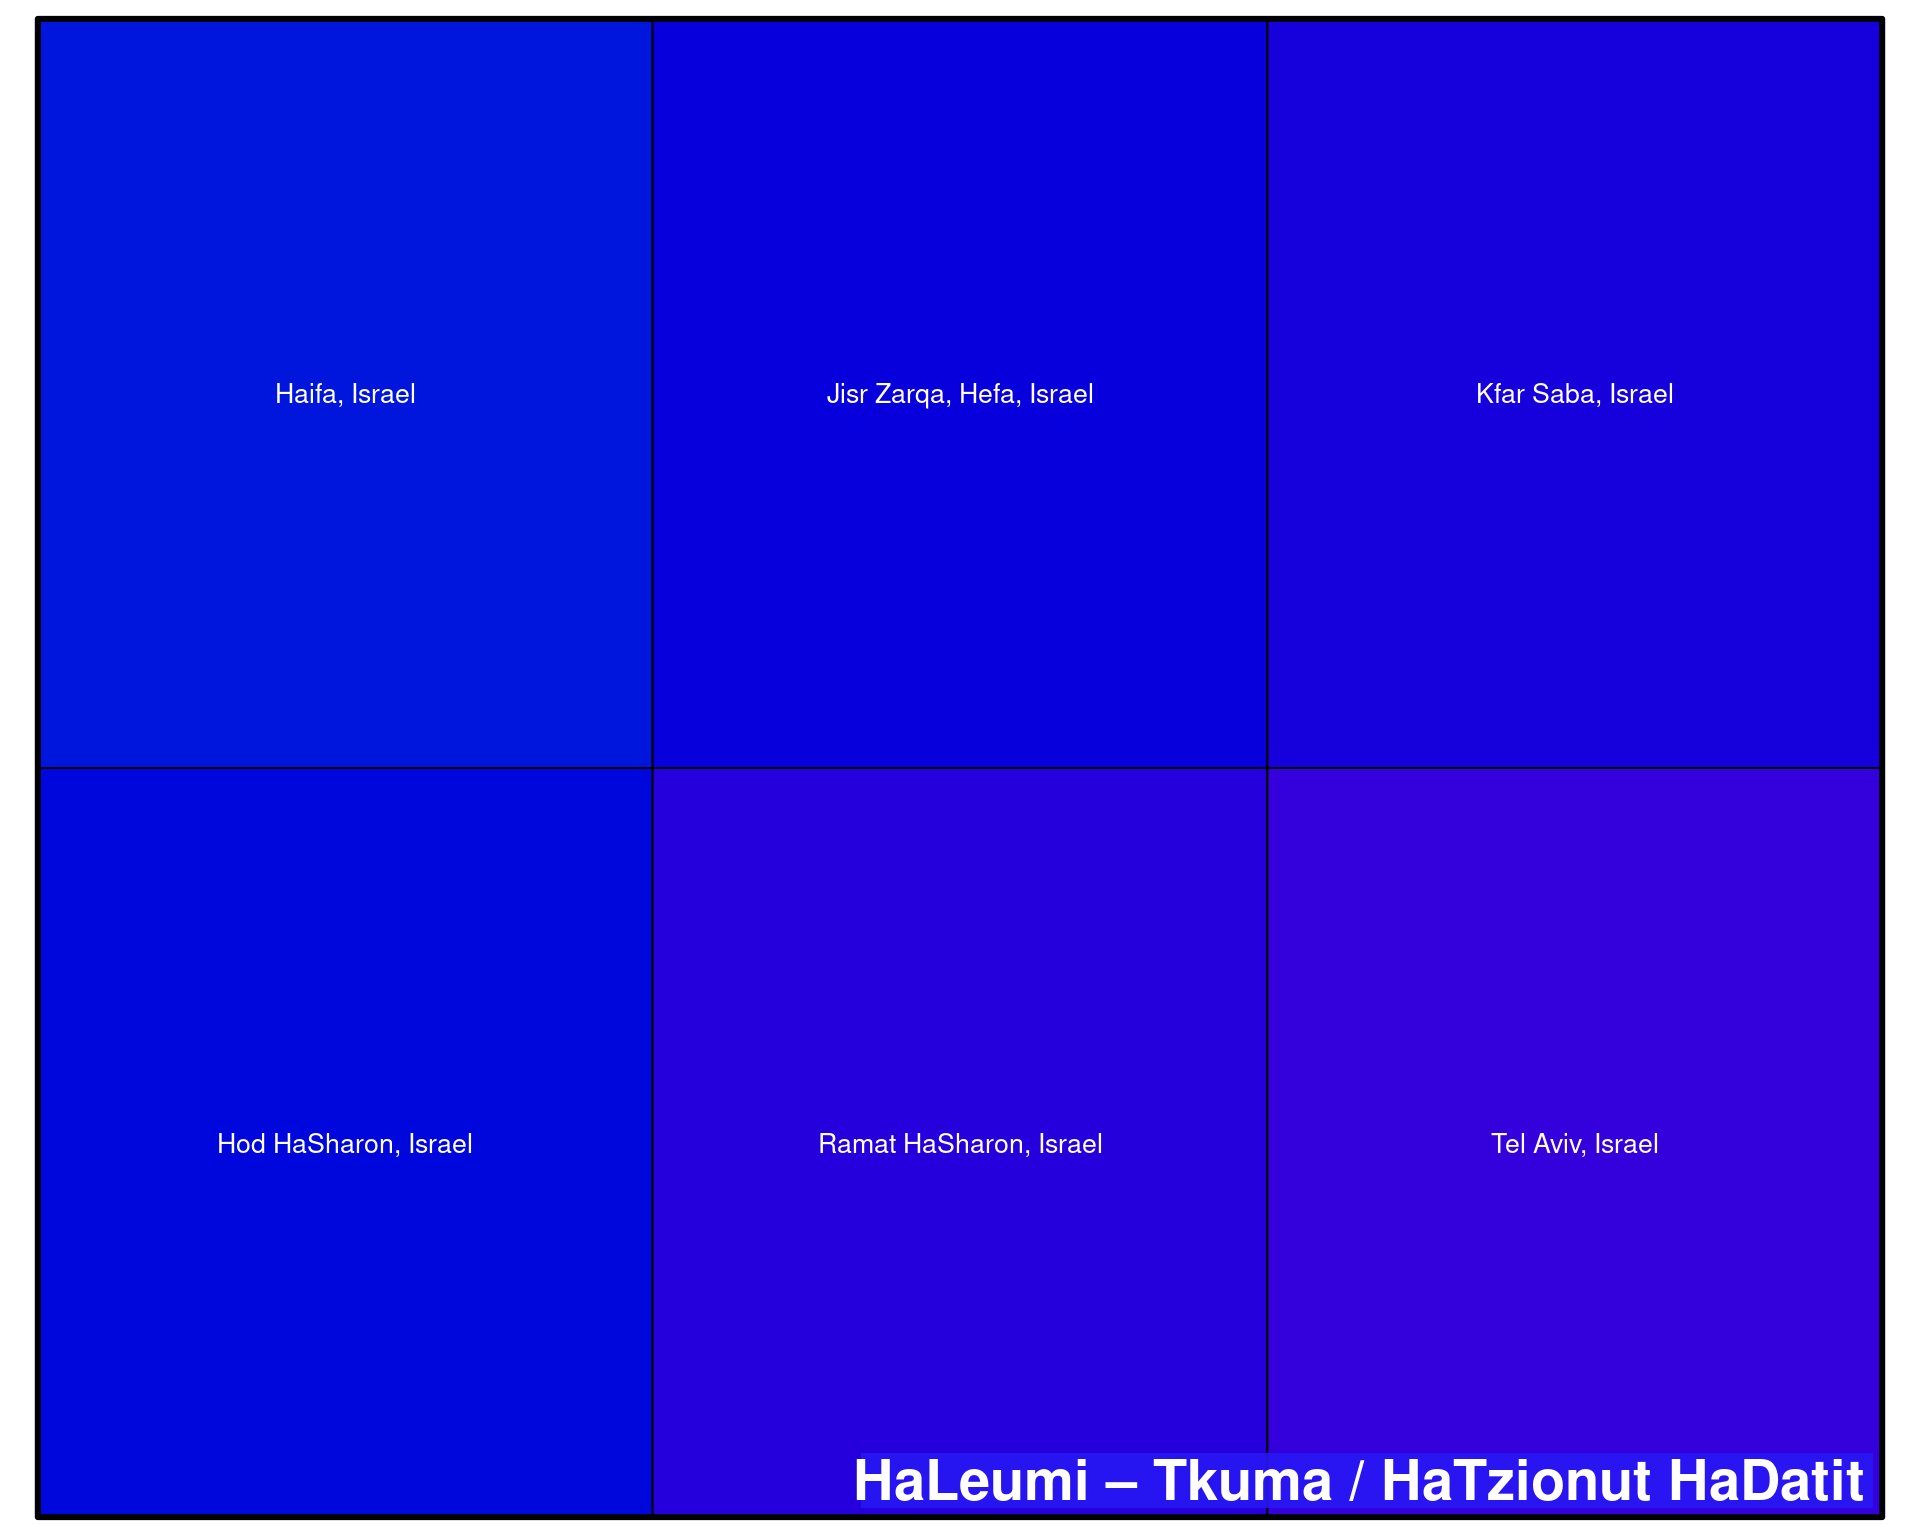 Haifa, Israel
Jisr Zarqa, Hefa, Israel
Kfar Saba, Israel
Hod HaSharon, Israel
Ramat HaSharon, Israel
Tel Aviv, Israel
HaLeumi – Tkuma / HaTzionut HaDatit